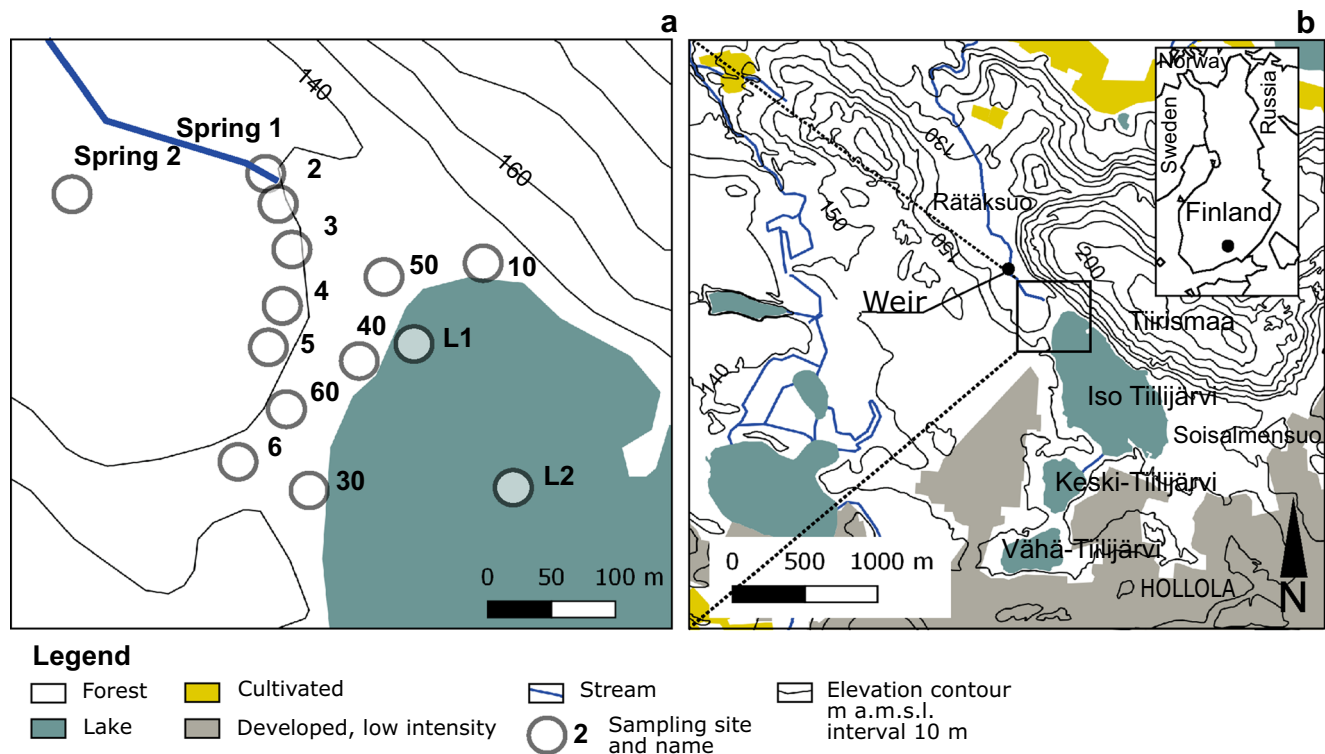 a
140
160
Spring 1
Spring 2
2
3
4
5
60
6
50
10
40
L1
30
L2
0 50 100 m
b
Norway
Sweden
Russia
Finland
190
150
Rätäksuo
160
200
Weir
Tiirismaa
140
Iso Tiilijärvi
Soisalmensuo
Keski-Tiilijärvi
Vähä-Tiilijärvi
HOLLOLA
0 500 1000 m
N
Legend
Forest
Cultivated
Stream
Elevation contour
m a.m.s.l.
interval 10 m
Lake
Developed, low intensity
2 Sampling site
and name